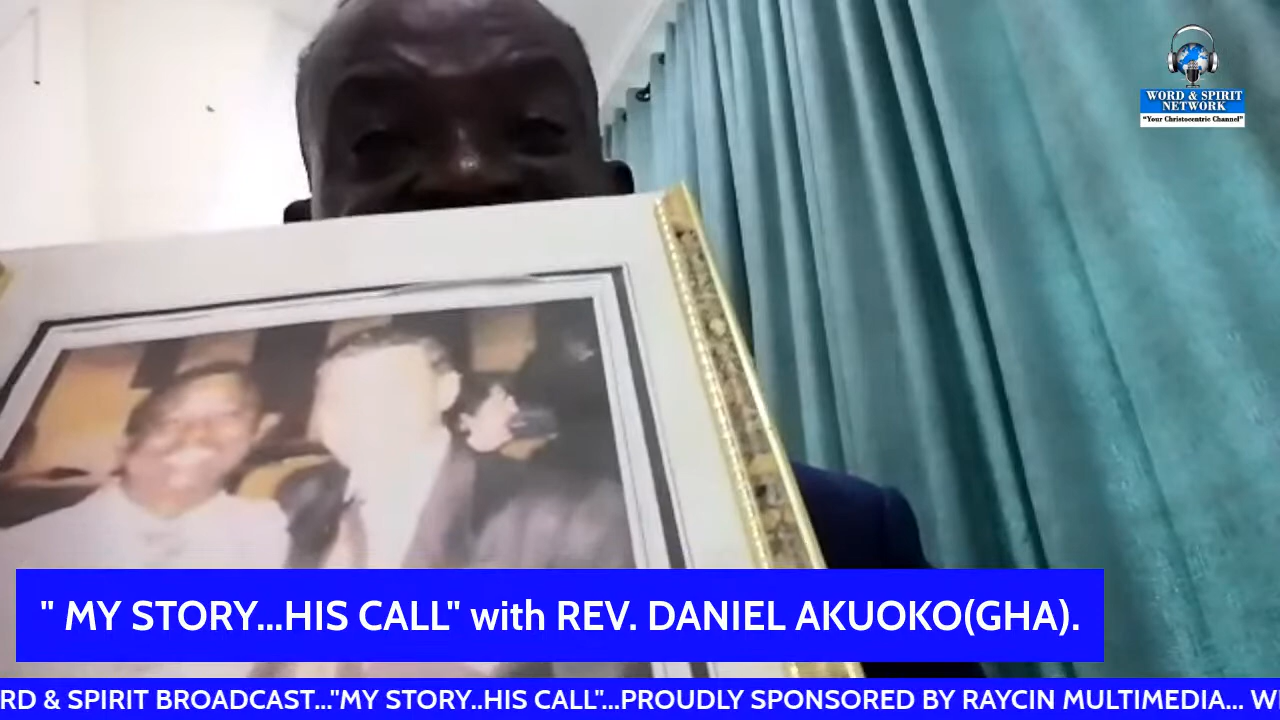 WORD & SPIRIT
NETWORK
"Your Christocentric Channel"
" MY STORY...HIS CALL" with REV. DANIEL AKUOKO(GHA).
RD & SPIRIT BROADCAST..."MY STORY..HIS CALL"...PROUDLY SPONSORED BY RAYCIN MULTIMEDIA... W